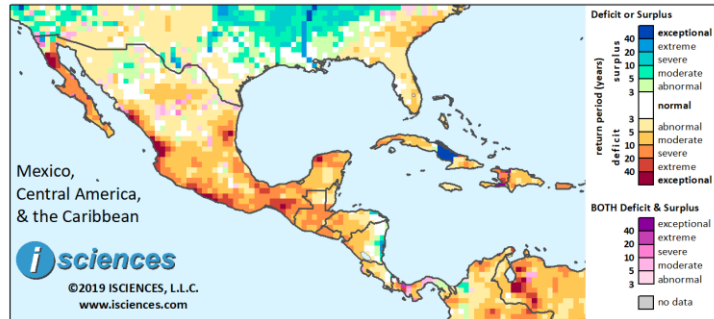 Mexico,
Central America,
& the Caribbean
i sciences
©2019 ISCIENCES, L.L.C.
www.isciences.com
Deficit or Surplus
return period (years)
surplus
deficit
exceptional
40
extreme
20
severe
10
moderate
5
abnormal
3
normal
3
abnormal
5
moderate
10
severe
20
extreme
40
exceptional
BOTH Deficit & Surplus
exceptional
40
extreme
20
severe
10
moderate
5
abnormal
3
no data